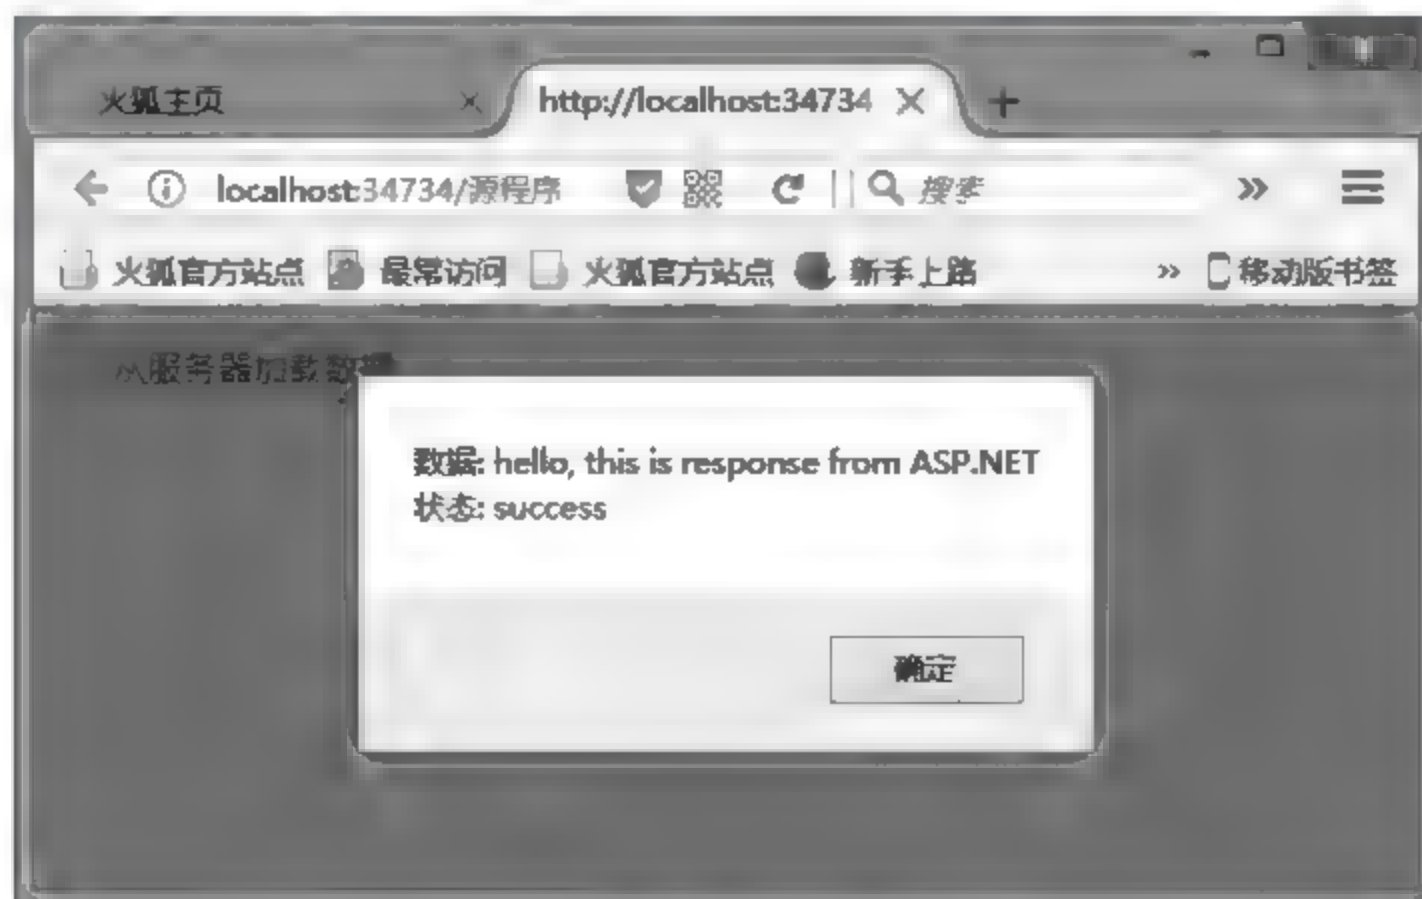 火狐主页 http://localhost:34734
localhost:34734/源程序 搜索
火狐官方站点 最常访问 火狐官方站点 新手上路 移动版书签
从服务器加载数据
数据: hello, this is response from ASP.NET
状态: success
确定